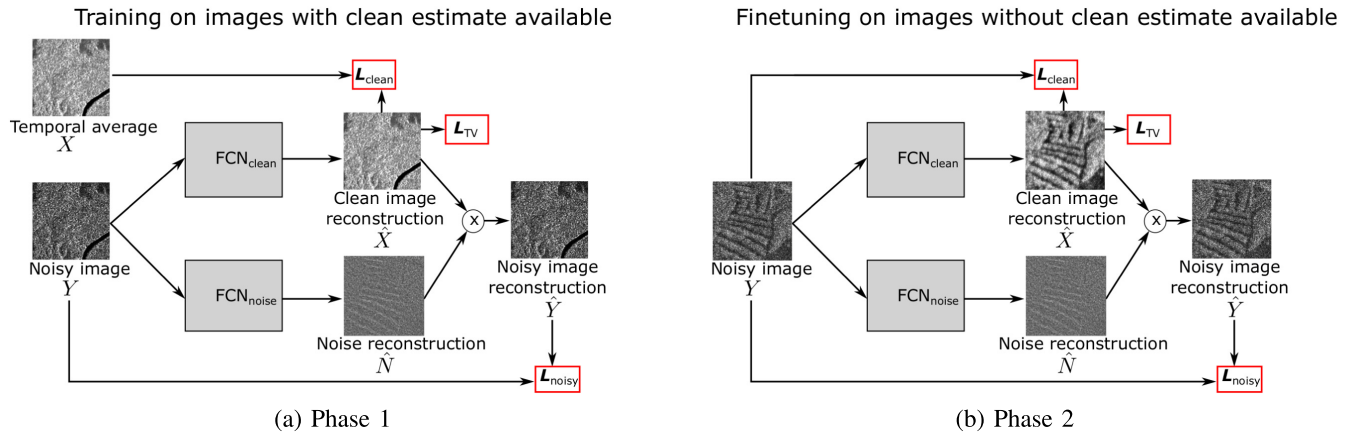 Training on images with clean estimate available
Temporal average
X
L_clean
L_TV
FCN_clean
Clean image
reconstruction
X̂
x
Noisy image
Y
FCN_noise
Noise reconstruction
N̂
Noisy image
reconstruction
Ŷ
L_noisy
(a) Phase 1
Finetuning on images without clean estimate available
L_clean
L_TV
FCN_clean
Clean image
reconstruction
X̂
x
Noisy image
Y
FCN_noise
Noise reconstruction
N̂
Noisy image
reconstruction
Ŷ
L_noisy
(b) Phase 2